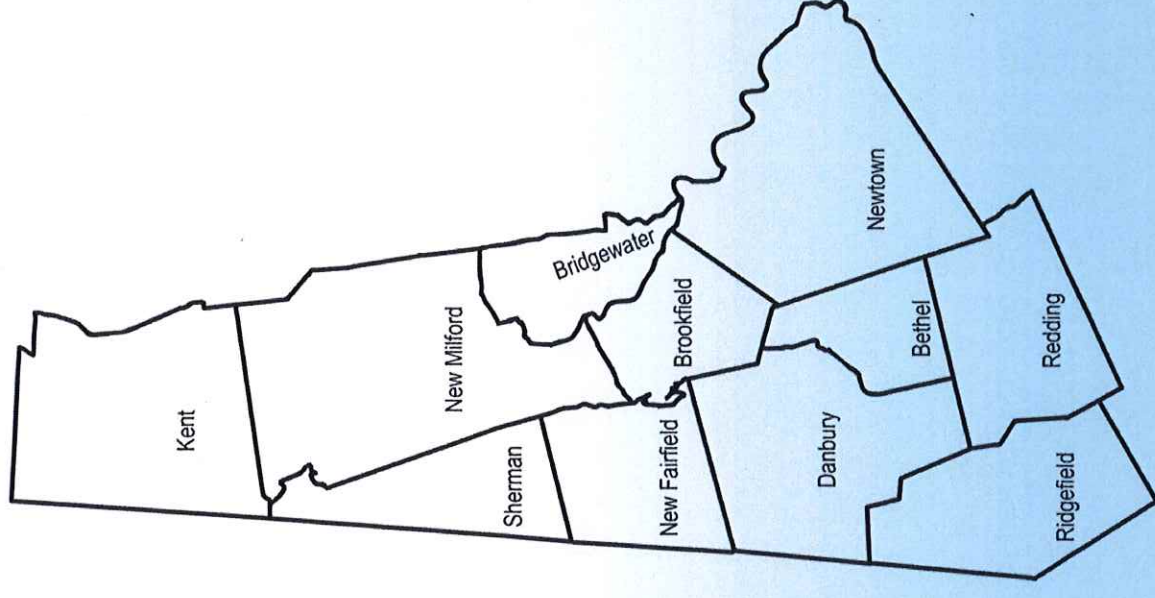 Kent
New Milford
Bridgewater
Sherman
Brookfield
New Fairfield
Newtown
Danbury
Bethel
Redding
Ridgefield